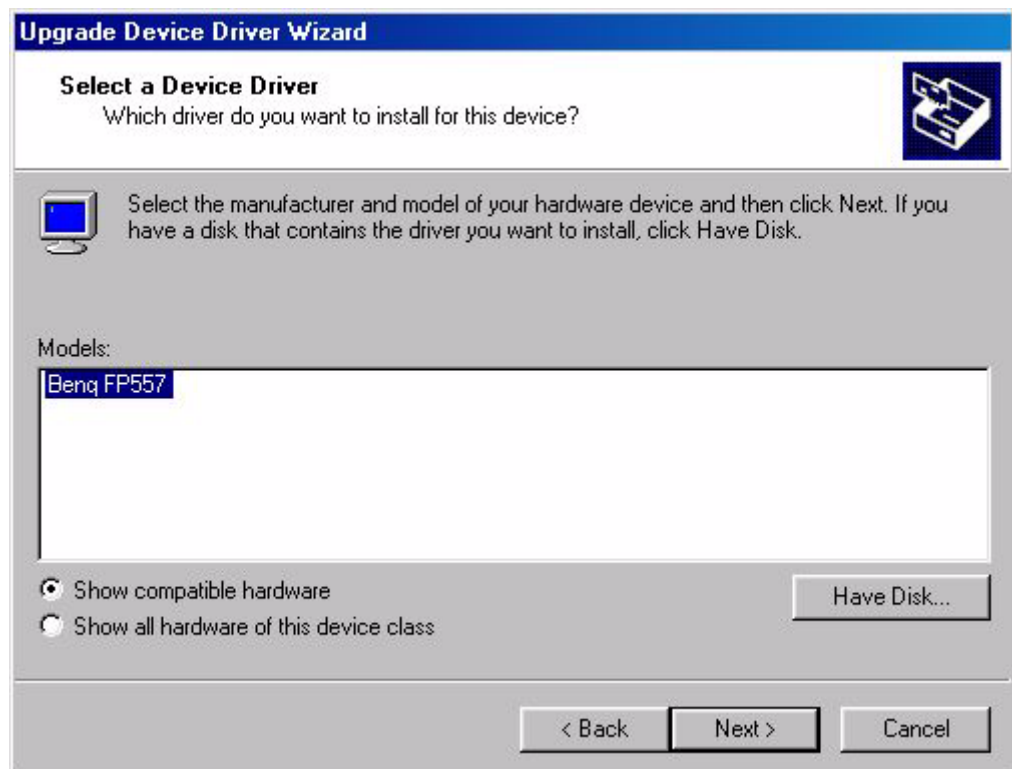 Upgrade Device Driver Wizard
Select a Device Driver
Which driver do you want to install for this device?
Select the manufacturer and model of your hardware device and then click Next. If you
have a disk that contains the driver you want to install, click Have Disk.
Models:
Benq FP557
Show compatible hardware
Have Disk...
Show all hardware of this device class
< Back Next > Cancel